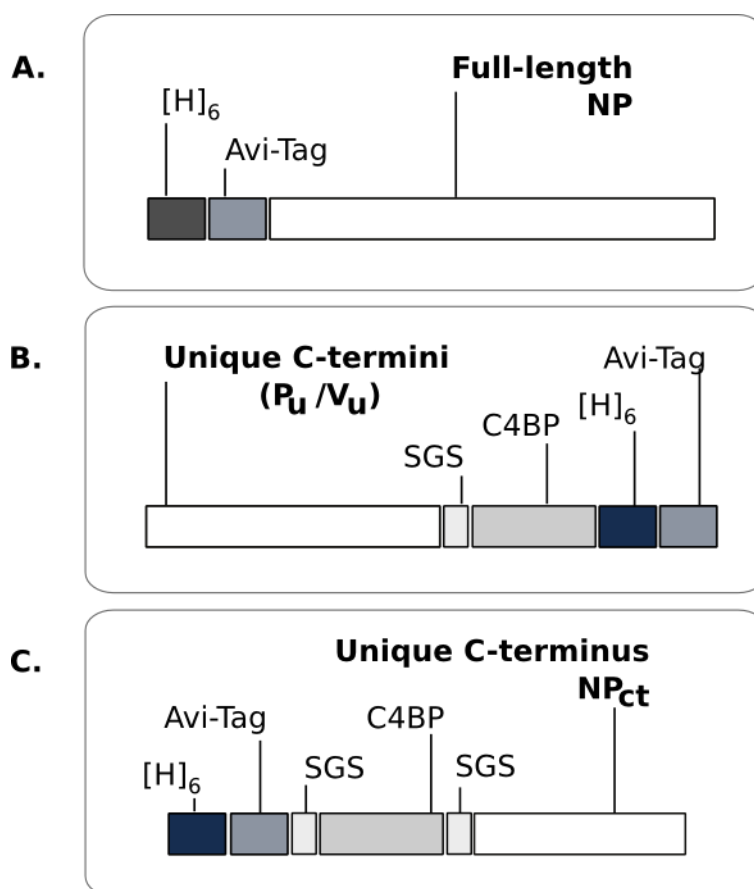 A.
Full-length
NP
[H]6
Avi-Tag
B.
Unique C-termini
(Pu /Vu)
Avi-Tag
[H]6
C4BP
SGS
C.
Unique C-terminus
NPct
Avi-Tag
C4BP
[H]6
SGS
SGS